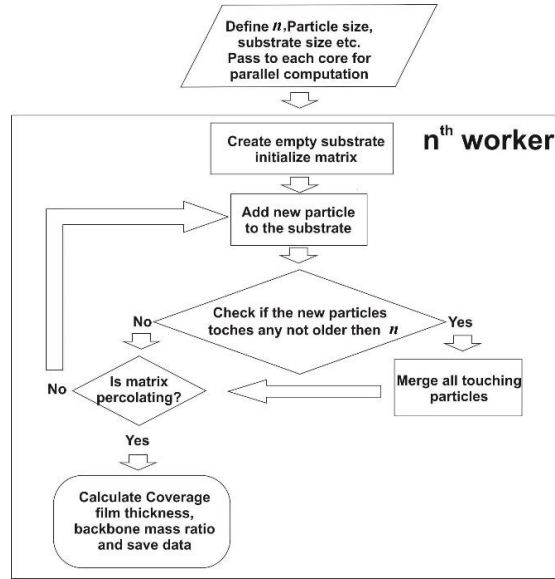 Define n, Particle size,
substrate size etc.
Pass to each core for
parallel computation
nth worker
Create empty substrate
initialize matrix
Add new particle
to the substrate
Check if the new particles
toches any not older then n
No
Yes
Is matrix
percolating?
No
Merge all touching
particles
Yes
Calculate Coverage
film thickness,
backbone mass ratio
and save data